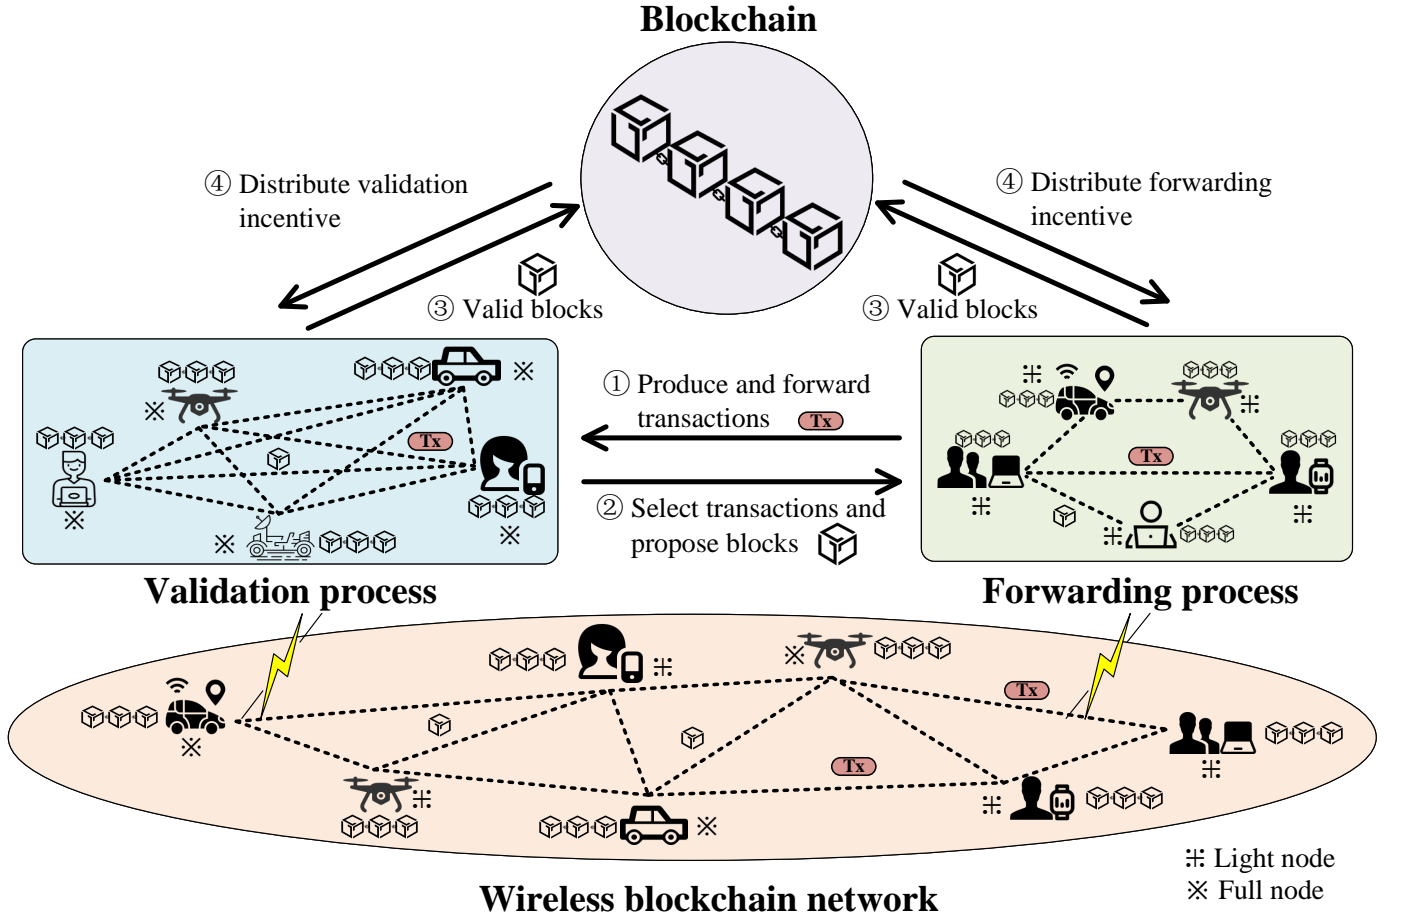 Blockchain
④ Distribute validation
incentive
④ Distribute forwarding
incentive
③ Valid blocks
③ Valid blocks
① Produce and forward
transactions Tx
Tx
Tx
② Select transactions and
propose blocks
Validation process
Forwarding process
Tx
Tx
⌗ Light node
※ Full node
Wireless blockchain network